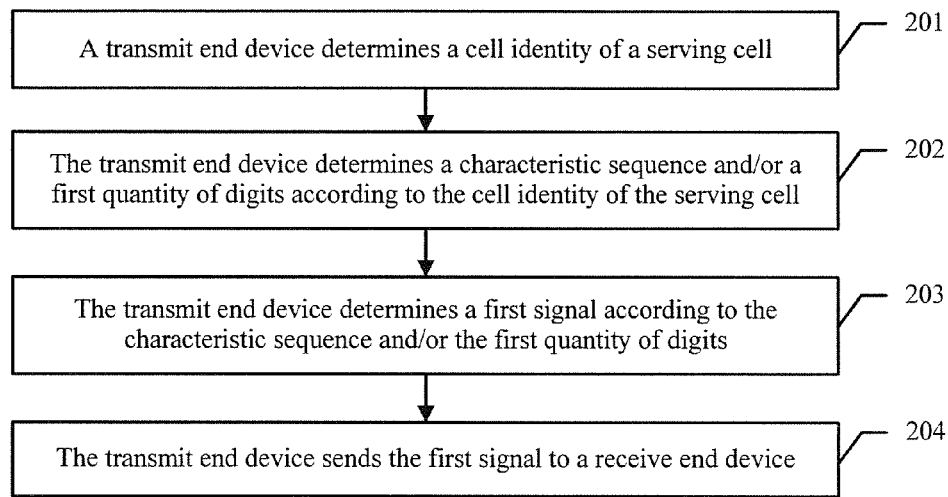 A transmit end device determines a cell identity of a serving cell
201
The transmit end device determines a characteristic sequence and/or a
first quantity of digits according to the cell identity of the serving cell
202
The transmit end device determines a first signal according to the
characteristic sequence and/or the first quantity of digits
203
The transmit end device sends the first signal to a receive end device
204